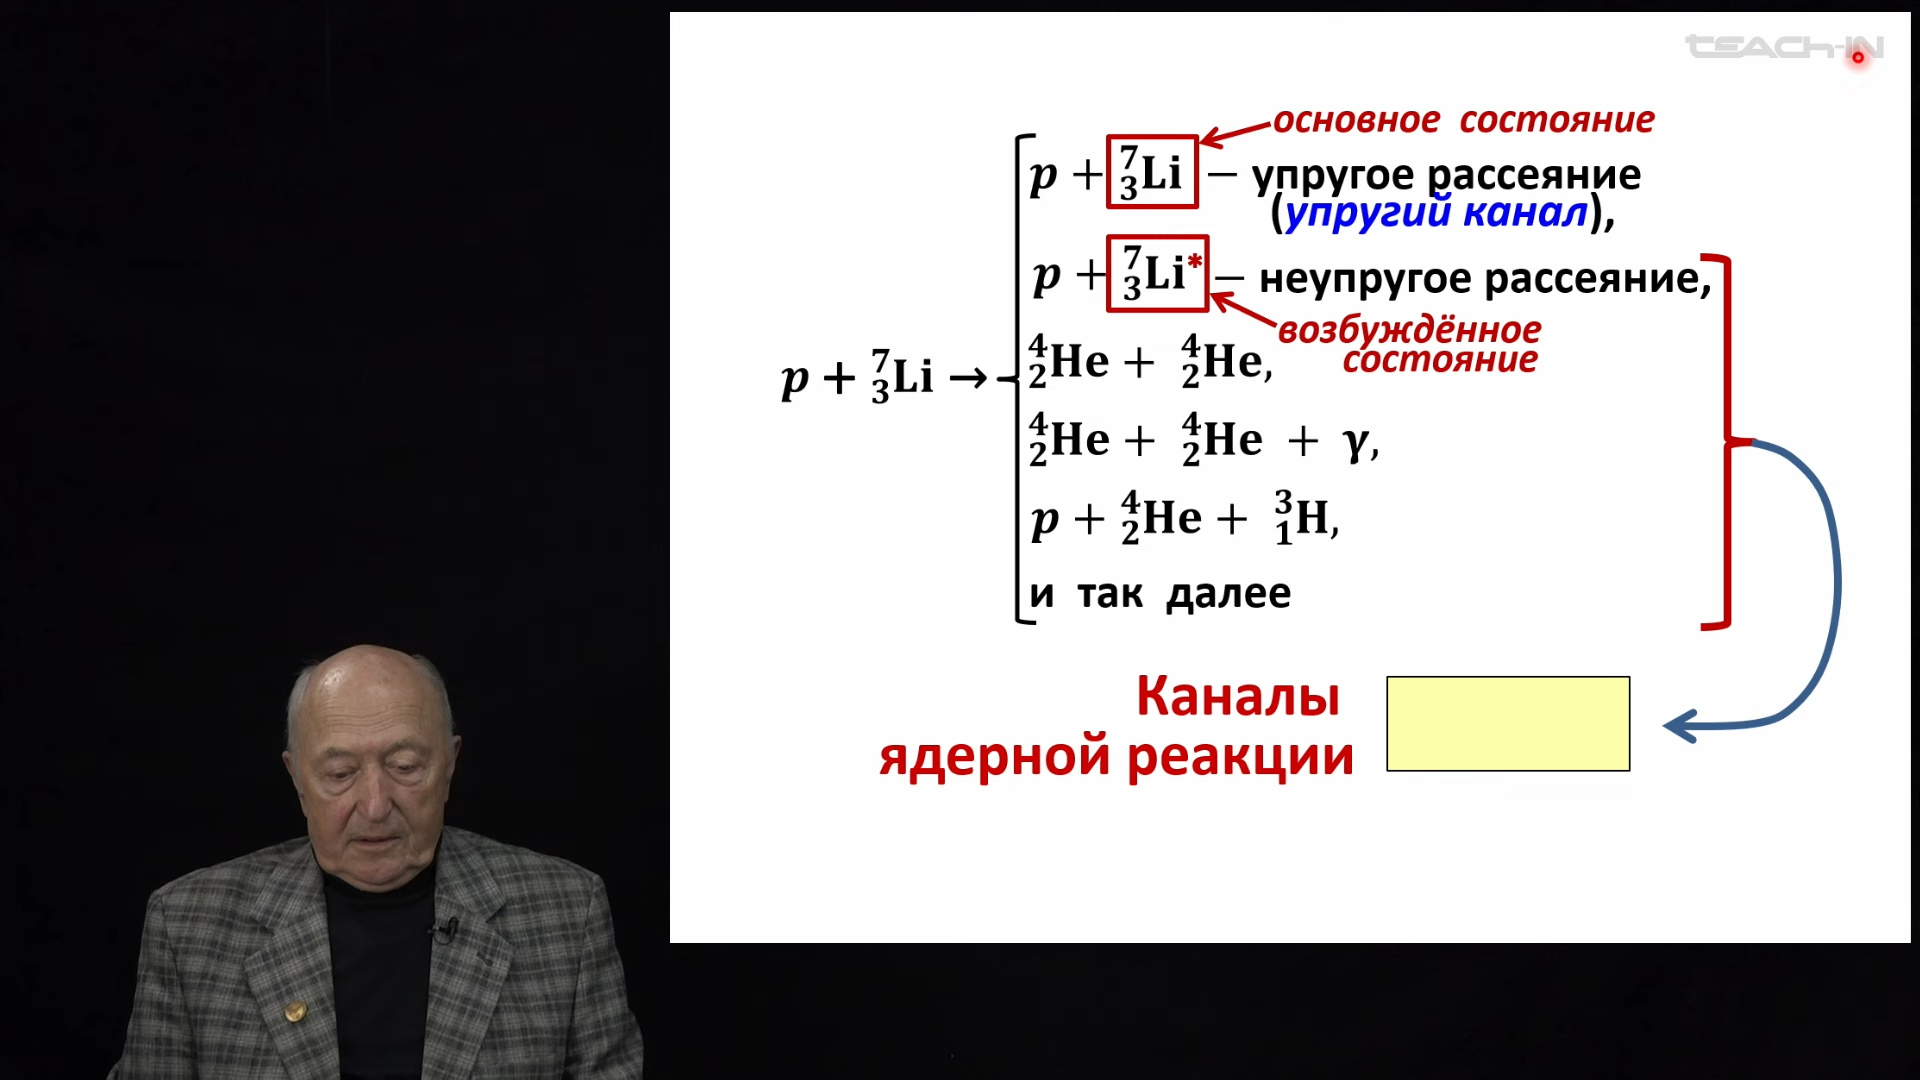 TEACH-IN
основное состояние
p + ⁷₃Li – упругое рассеяние
(упругий канал),
p + ⁷₃Li* – неупругое рассеяние,
возбуждённое
состояние
p + ⁷₃Li →
⁴₂He + ⁴₂He,
⁴₂He + ⁴₂He + γ,
p + ⁴₂He + ³₁H,
и так далее
Каналы
ядерной реакции